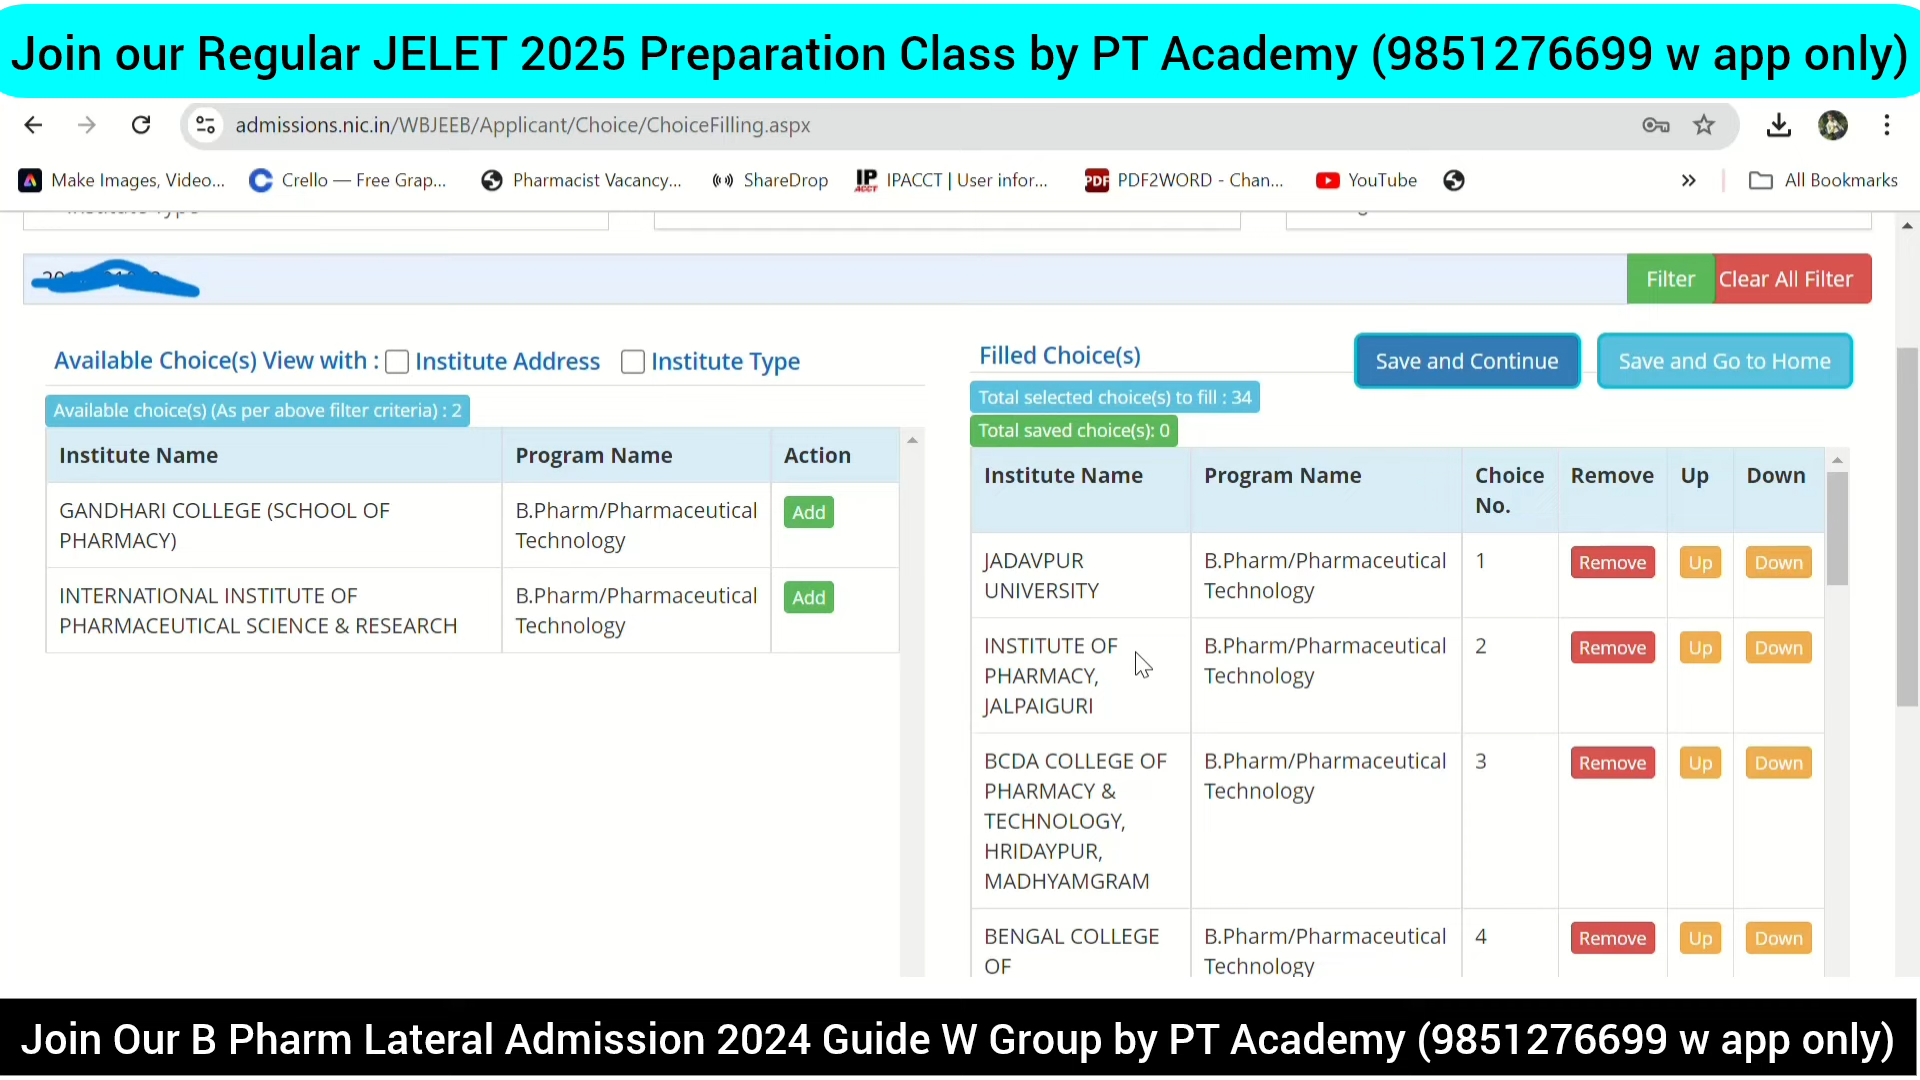 Join our Regular JELET 2025 Preparation Class by PT Academy (9851276699 w app only)
admissions.nic.in/WBJEEB/Applicant/Choice/ChoiceFilling.aspx
Make Images, Video...
Crello — Free Grap...
Pharmacist Vacancy...
ShareDrop
IP
ACCT
IPACCT | User infor...
PDF
PDF2WORD - Chan...
YouTube
»
All Bookmarks
Institute Type
Filter
Clear All Filter
Available Choice(s) View with : Institute Address Institute Type
Available choice(s) (As per above filter criteria) : 2
Institute Name Program Name Action
GANDHARI COLLEGE (SCHOOL OF B.Pharm/Pharmaceutical Add
PHARMACY) Technology
INTERNATIONAL INSTITUTE OF B.Pharm/Pharmaceutical Add
PHARMACEUTICAL SCIENCE & RESEARCH Technology
Filled Choice(s)
Save and Continue
Save and Go to Home
Total selected choice(s) to fill : 34
Total saved choice(s): 0
Institute Name Program Name Choice Remove Up Down
No.
JADAVPUR B.Pharm/Pharmaceutical 1 Remove Up Down
UNIVERSITY Technology
INSTITUTE OF B.Pharm/Pharmaceutical 2 Remove Up Down
PHARMACY, Technology
JALPAIGURI
BCDA COLLEGE OF B.Pharm/Pharmaceutical 3 Remove Up Down
PHARMACY & Technology
TECHNOLOGY,
HRIDAYPUR,
MADHYAMGRAM
BENGAL COLLEGE B.Pharm/Pharmaceutical 4 Remove Up Down
OF Technology
Join Our B Pharm Lateral Admission 2024 Guide W Group by PT Academy (9851276699 w app only)